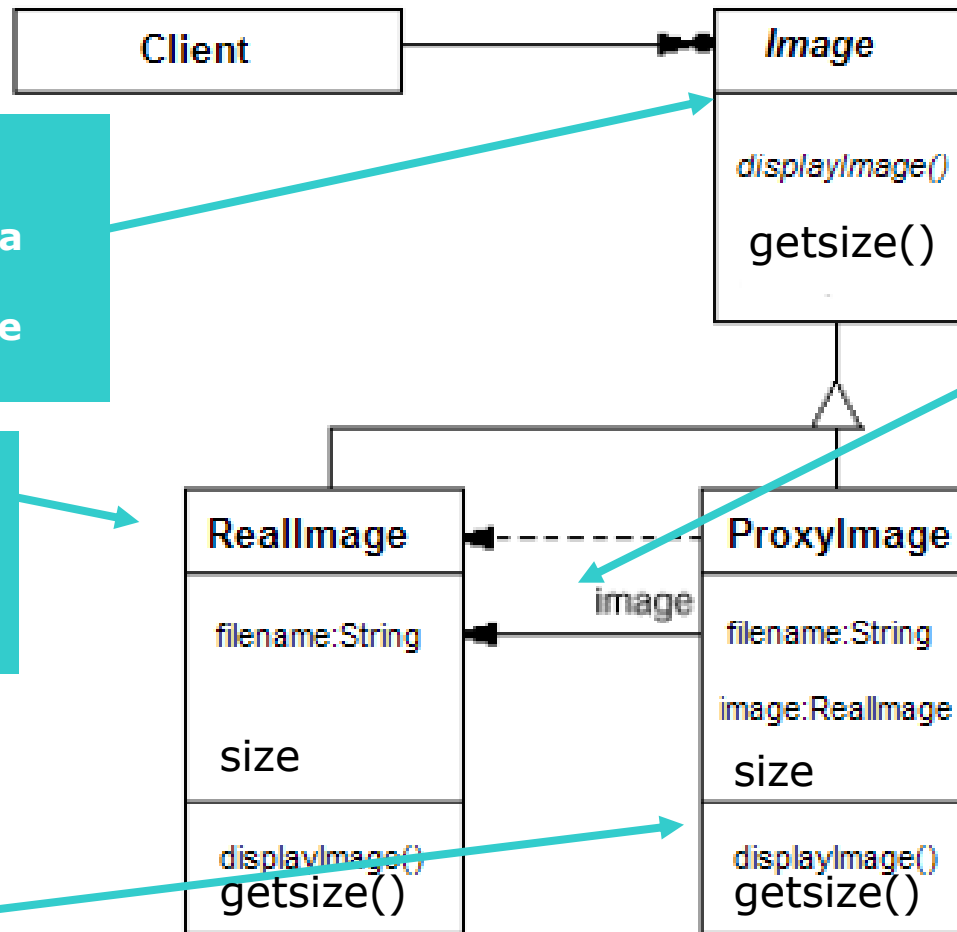 Client
Image
displayImage()
getsize()
a
e
RealImage
filename:String
size
displayImage()
getsize()
image
ProxyImage
filename:String
image:RealImage
size
displayImage()
getsize()